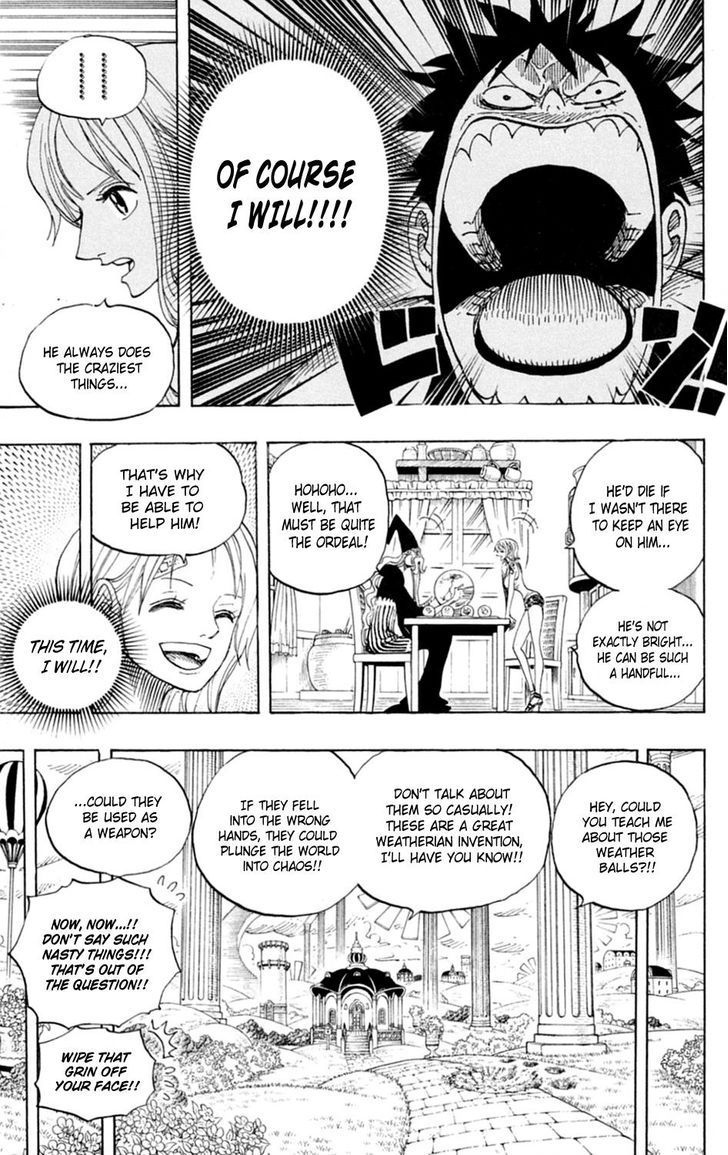 OF COURSE
I WILL!!!!
ドン
!!
HE ALWAYS DOES
THE CRAZIEST
THINGS...
HE'D DIE IF
I WASN'T THERE
TO KEEP AN EYE
ON HIM...
HE'S NOT
EXACTLY BRIGHT...
HE CAN BE SUCH
A HANDFUL...
HOHOHO...
WELL, THAT
MUST BE QUITE
THE ORDEAL!
THAT'S WHY
I HAVE TO
BE ABLE TO
HELP HIM!
THIS TIME,
I WILL!!
HEY, COULD
YOU TEACH ME
ABOUT THOSE
WEATHER
BALLS?!!
DON'T TALK ABOUT
THEM SO CASUALLY!
THESE ARE A GREAT
WEATHERIAN INVENTION,
I'LL HAVE YOU KNOW!!
IF THEY FELL
INTO THE WRONG
HANDS, THEY COULD
PLUNGE THE WORLD
INTO CHAOS!!
...COULD THEY
BE USED AS
A WEAPON?
NOW, NOW...!!
DON'T SAY SUCH
NASTY THINGS!!!
THAT'S OUT OF
THE QUESTION!!
WIPE THAT
GRIN OFF
YOUR FACE!!